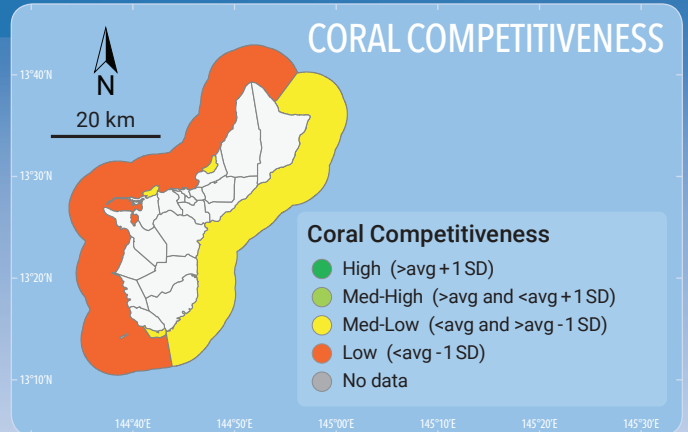 CORAL COMPETITIVENESS
13°40'N
N
20 km
13°30'N
Coral Competitiveness
High (>avg + 1 SD)
Med-High (>avg and <avg + 1 SD)
13°20'N
Med-Low (<avg and >avg - 1 SD)
Low (<avg - 1 SD)
No data
13°10'N
144°40'E 144°50'E 145°00'E 145°10'E 145°20'E 145°30'E